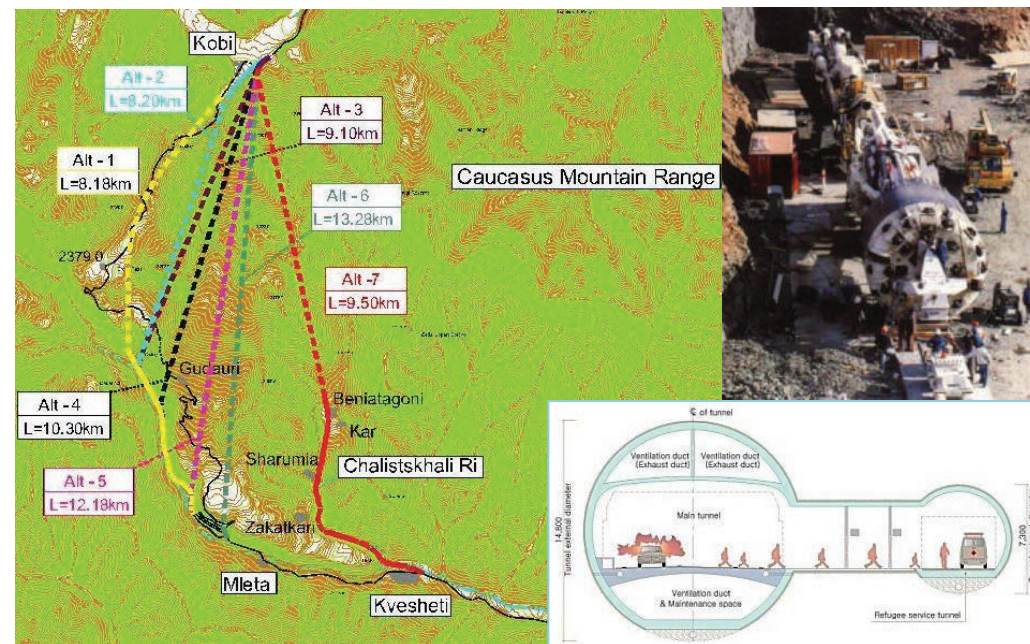 Kobi
Alt - 2
L=8.20km
Alt - 3
L=9.10km
Alt - 1
L=8.18km
Caucasus Mountain Range
Alt - 6
L=13.28km
2379.0
Alt -7
L=9.50km
Gudauri
Alt - 4
L=10.30km
Beniatagoni
Kar
Sharumia
Chalistskhali Ri
Alt - 5
L=12.18km
Zakatkari
Mleta
Kvesheti
℄ of tunnel
Ventilation duct
(Exhaust duct)
Ventilation duct
(Exhaust duct)
Main tunnel
14,800
Tunnel external diameter
7,300
Ventilation duct
& Maintenance space
Refugee service tunnel